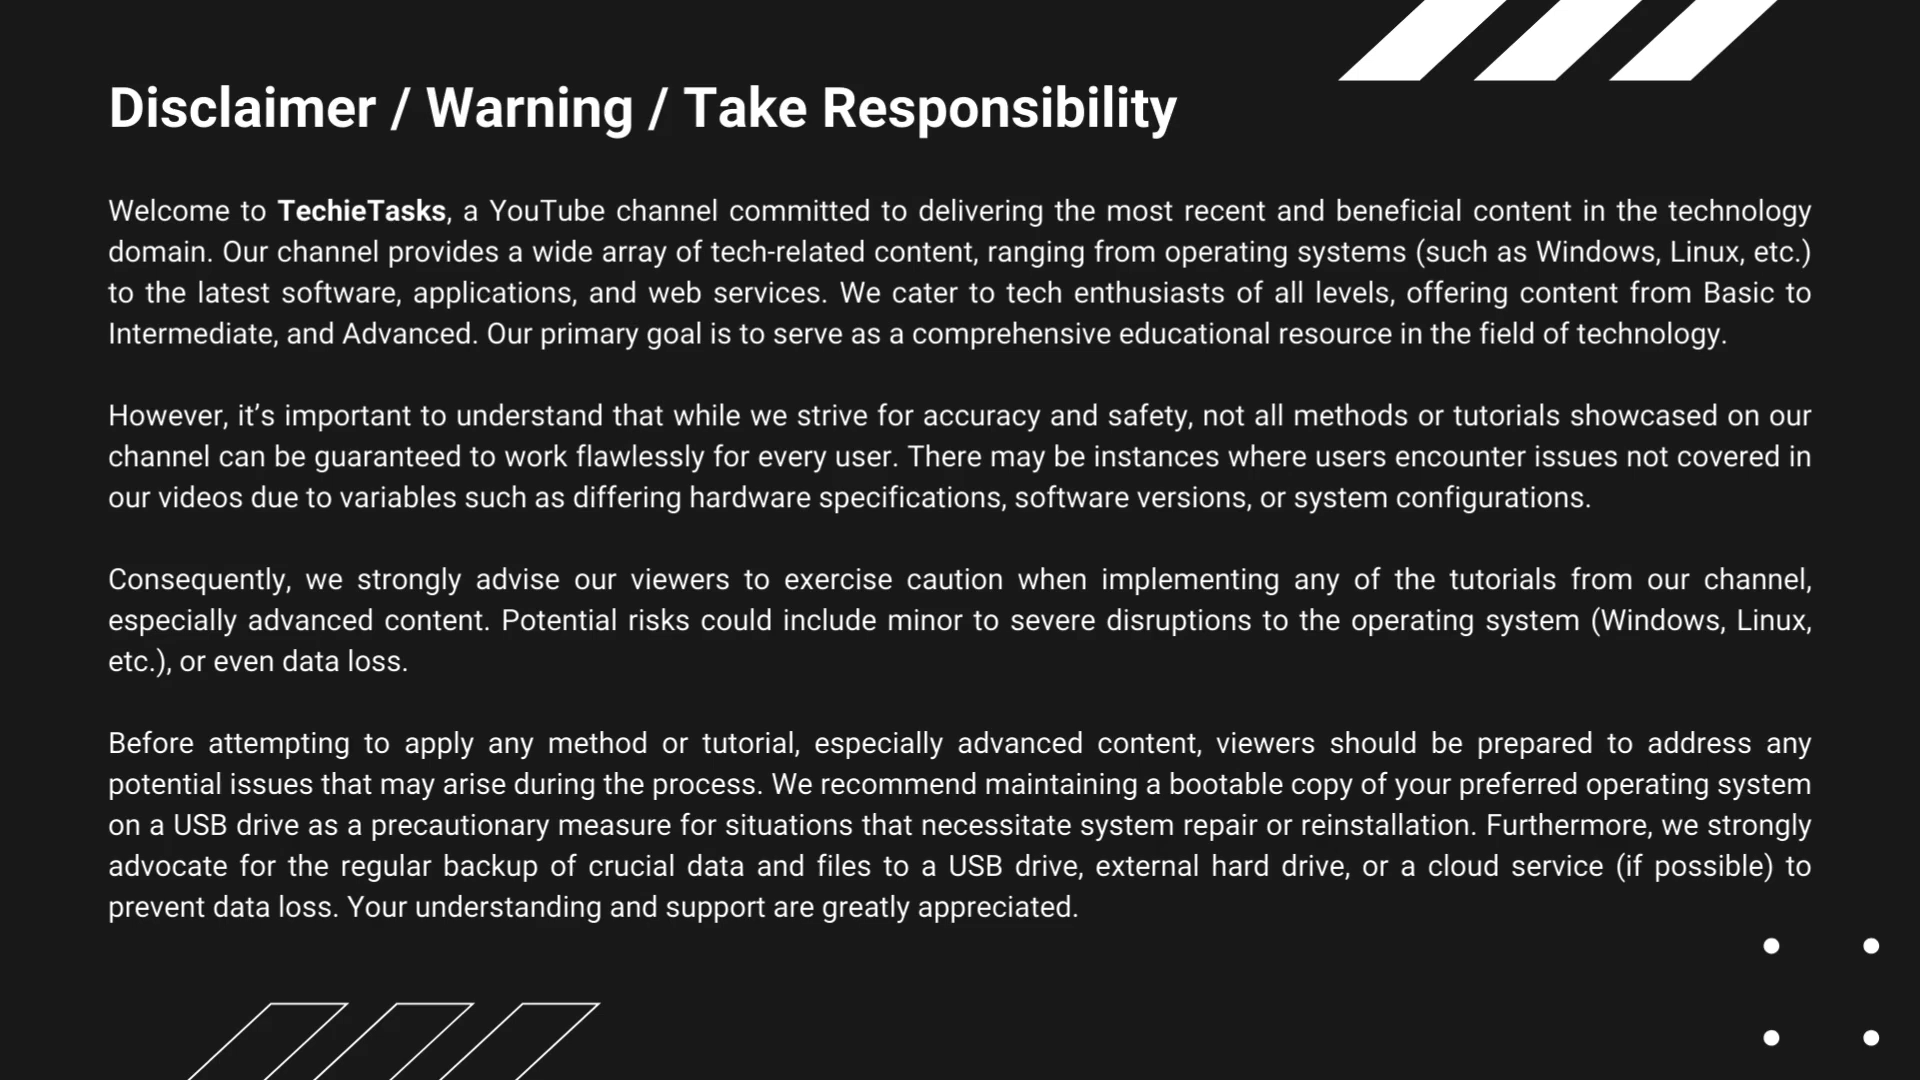 Disclaimer / Warning / Take Responsibility
Welcome to TechieTasks, a YouTube channel committed to delivering the most recent and beneficial content in the technology
domain. Our channel provides a wide array of tech-related content, ranging from operating systems (such as Windows, Linux, etc.)
to the latest software, applications, and web services. We cater to tech enthusiasts of all levels, offering content from Basic to
Intermediate, and Advanced. Our primary goal is to serve as a comprehensive educational resource in the field of technology.
However, it’s important to understand that while we strive for accuracy and safety, not all methods or tutorials showcased on our
channel can be guaranteed to work flawlessly for every user. There may be instances where users encounter issues not covered in
our videos due to variables such as differing hardware specifications, software versions, or system configurations.
Consequently, we strongly advise our viewers to exercise caution when implementing any of the tutorials from our channel,
especially advanced content. Potential risks could include minor to severe disruptions to the operating system (Windows, Linux,
etc.), or even data loss.
Before attempting to apply any method or tutorial, especially advanced content, viewers should be prepared to address any
potential issues that may arise during the process. We recommend maintaining a bootable copy of your preferred operating system
on a USB drive as a precautionary measure for situations that necessitate system repair or reinstallation. Furthermore, we strongly
advocate for the regular backup of crucial data and files to a USB drive, external hard drive, or a cloud service (if possible) to
prevent data loss. Your understanding and support are greatly appreciated.